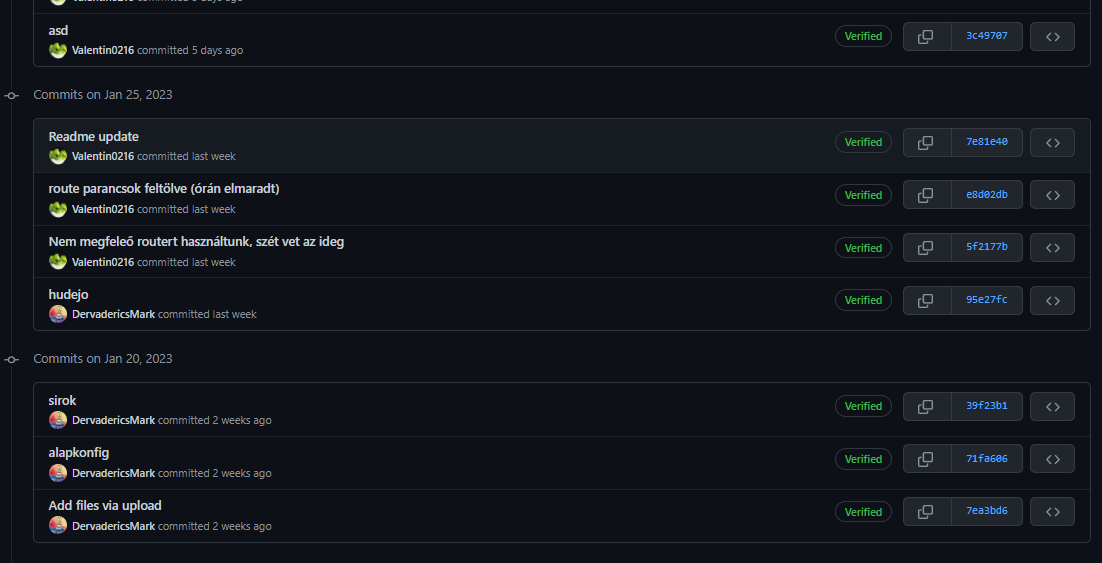 asd
Valentin0216 committed 5 days ago
Verified
3c49707
Commits on Jan 25, 2023
Readme update
Valentin0216 committed last week
Verified
7e81e40
route parancsok feltölve (órán elmaradt)
Valentin0216 committed last week
Verified
e8d02db
Nem megfeleő routert használtunk, szét vet az ideg
Valentin0216 committed last week
Verified
5f2177b
hudejo
DervadericsMark committed last week
Verified
95e27fc
Commits on Jan 20, 2023
sirok
DervadericsMark committed 2 weeks ago
Verified
39f23b1
alapkonfig
DervadericsMark committed 2 weeks ago
Verified
71fa606
Add files via upload
DervadericsMark committed 2 weeks ago
Verified
7ea3bd6